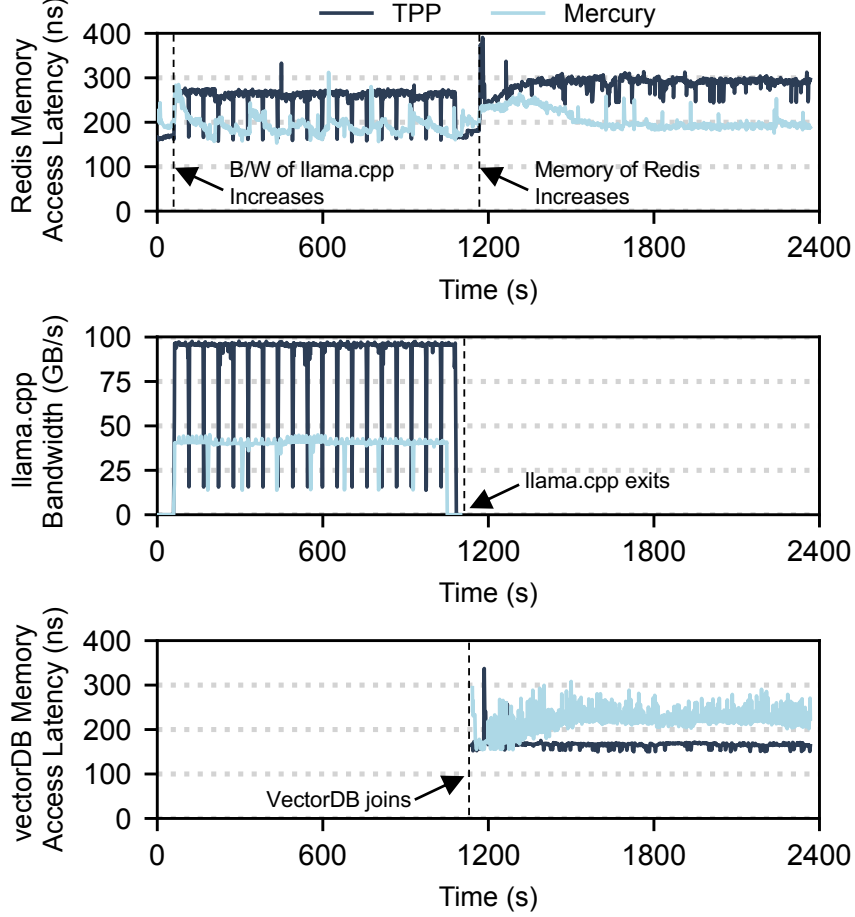 TPP Mercury
Redis Memory
Access Latency (ns)
400
300
200
100
0
B/W of llama.cpp
Increases
Memory of Redis
Increases
0 600 1200 1800 2400
Time (s)
llama.cpp
Bandwidth (GB/s)
100
75
50
25
0
llama.cpp exits
0 600 1200 1800 2400
Time (s)
vectorDB Memory
Access Latency (ns)
400
300
200
100
0
VectorDB joins
0 600 1200 1800 2400
Time (s)